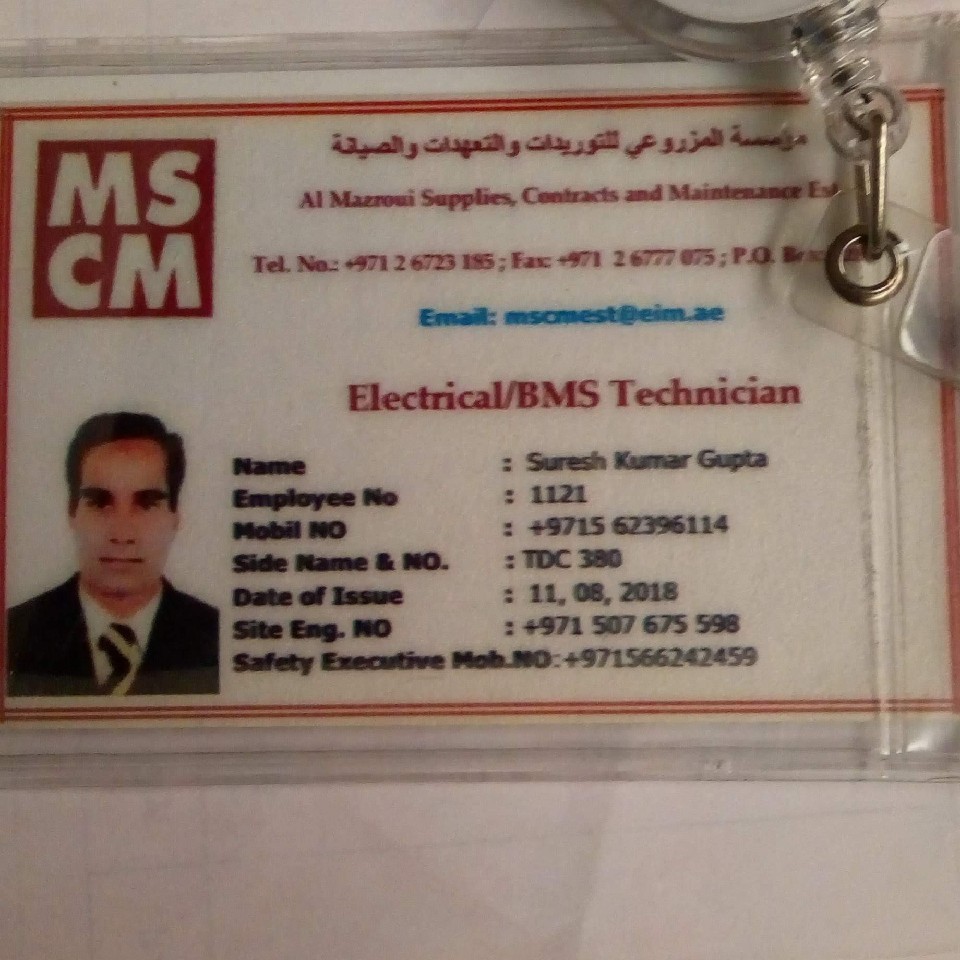 MS
CM
مؤسسة المزروعي للتوريدات والتعهدات والصيانة
Al Mazroui Supplies, Contracts and Maintenance Est
Tel. No.: +971 2 6723 185 ; Fax: +971 2 6777 075 ; P.O. Box
Email: mscmest@eim.ae
Electrical/BMS Technician
Name : Suresh Kumar Gupta
Employee No : 1121
Mobil NO : +9715 62396114
Side Name & NO. : TDC 380
Date of Issue : 11, 08, 2018
Site Eng. NO : +971 507 675 598
Safety Executive Mob.NO:+971566242459